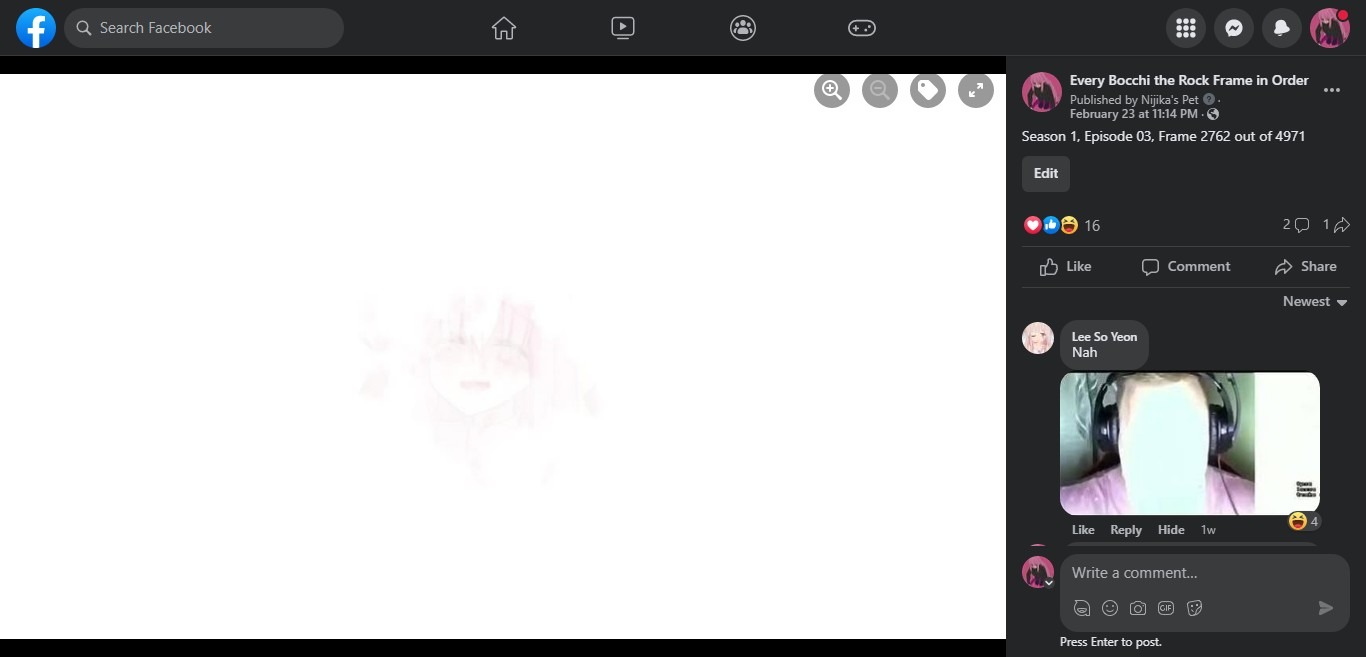 Search Facebook
Every Bocchi the Rock Frame in Order
Published by Nijika's Pet ·
February 23 at 11:14 PM ·
Season 1, Episode 03, Frame 2762 out of 4971
Edit
16
2
1
Like
Comment
Share
Newest
Lee So Yeon
Nah
Like Reply Hide 1w
4
Write a comment...
GIF
Press Enter to post.